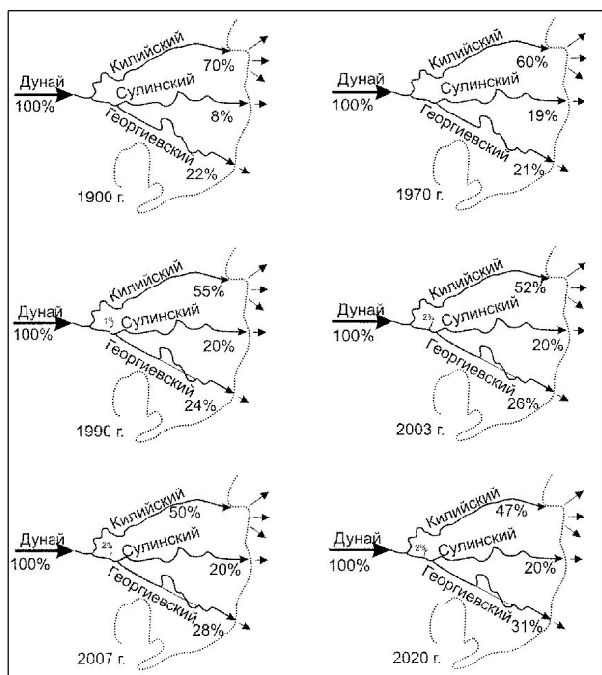 Килийский
70%
Дунай
100%
Сулинский
8%
Георгиевский
22%
1900 г.
Килийский
60%
Дунай
100%
Сулинский
19%
Георгиевский
21%
1970 г.
Килийский
55%
Дунай
100%
1%
Сулинский
20%
Георгиевский
24%
1990 г.
Килийский
52%
Дунай
100%
2%
Сулинский
20%
Георгиевский
26%
2003 г.
Килийский
50%
Дунай
100%
2%
Сулинский
20%
Георгиевский
28%
2007 г.
Килийский
47%
Дунай
100%
2%
Сулинский
20%
Георгиевский
31%
2020 г.